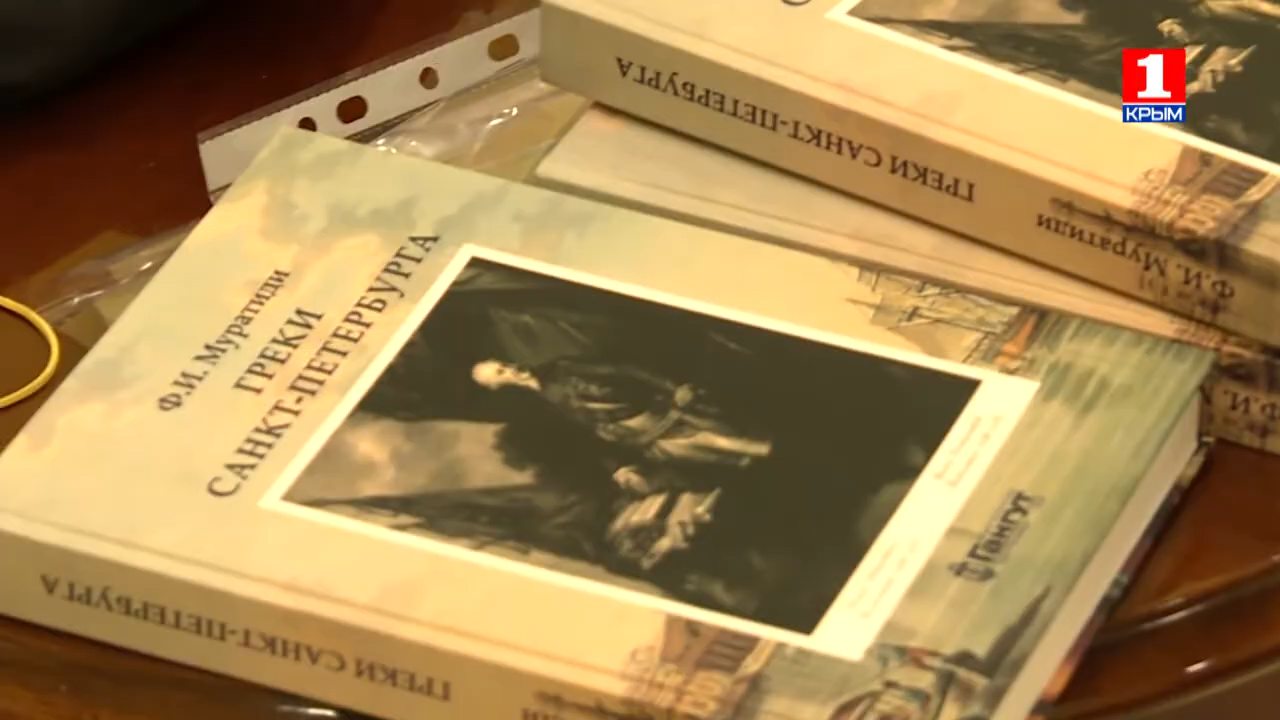 1
КРЫМ
ГРЕКИ САНКТ-ПЕТЕРБУРГА
Ф.И. Муратиди
Ф.И. Муратиди
ГРЕКИ
САНКТ-ПЕТЕРБУРГА
Гангут
ГРЕКИ САНКТ-ПЕТЕРБУРГА
Ф.И.